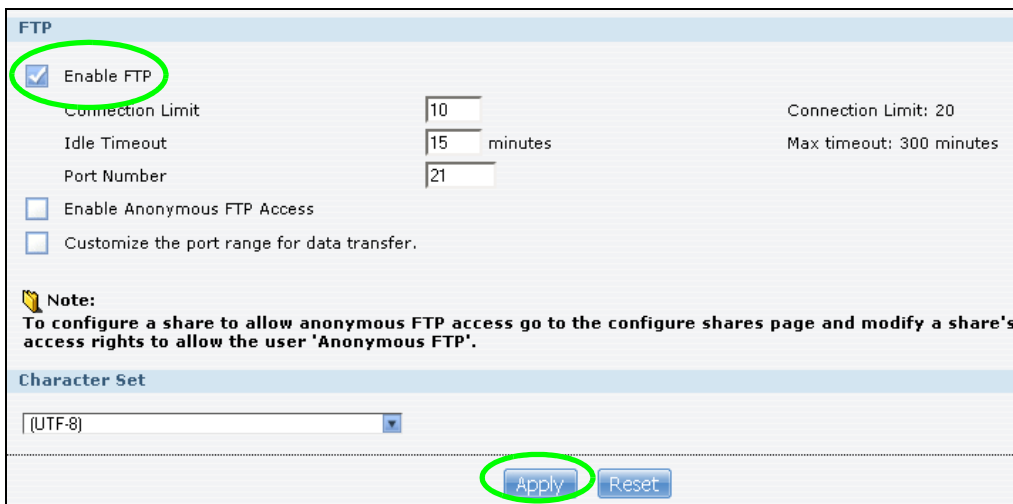 FTP
Enable FTP
Connection Limit 10 Connection Limit: 20
Idle Timeout 15 minutes Max timeout: 300 minutes
Port Number 21
Enable Anonymous FTP Access
Customize the port range for data transfer.
Note:
To configure a share to allow anonymous FTP access go to the configure shares page and modify a share's
access rights to allow the user 'Anonymous FTP'.
Character Set
(UTF-8)
Apply Reset